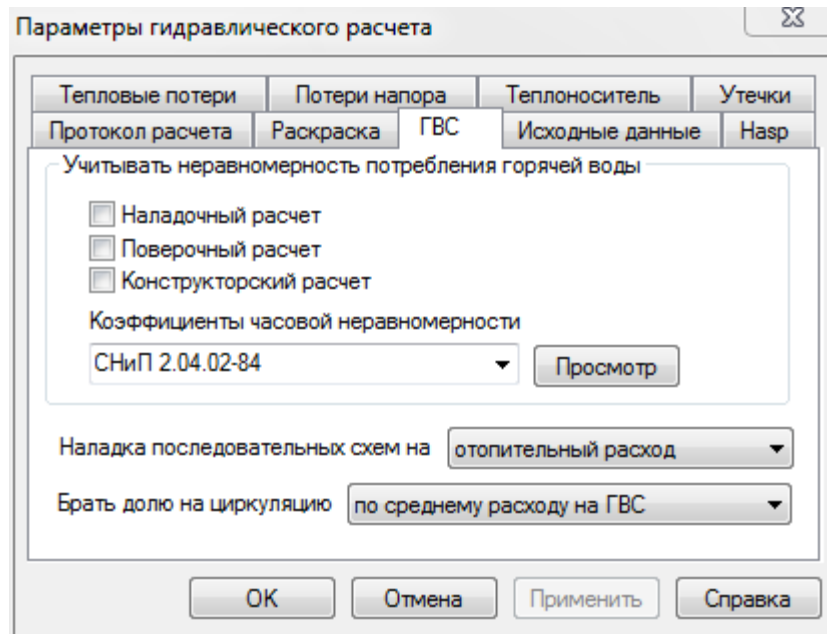 Параметры гидравлического расчета
Тепловые потери Потери напора Теплоноситель Утечки
Протокол расчета Раскраска ГВС Исходные данные Hasp
Учитывать неравномерность потребления горячей воды
Наладочный расчет
Поверочный расчет
Конструкторский расчет
Коэффициенты часовой неравномерности
СНиП 2.04.02-84 Просмотр
Наладка последовательных схем на отопительный расход
Брать долю на циркуляцию по среднему расходу на ГВС
OK Отмена Применить Справка